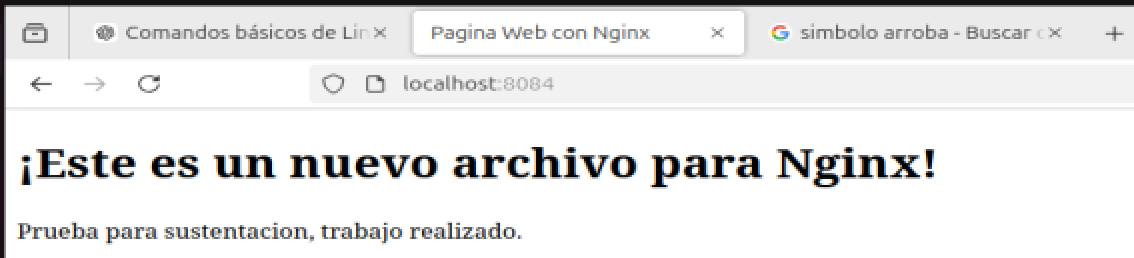 Comandos básicos de Lin
Pagina Web con Nginx
simbolo arroba - Buscar c
localhost:8084
¡Este es un nuevo archivo para Nginx!
Prueba para sustentacion, trabajo realizado.